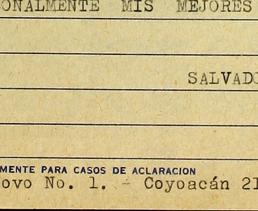 ONALMENTE MIS MEJORES
SALVADO
MENTE PARA CASOS DE ACLARACION
ovo No. 1. - Coyoacán 21